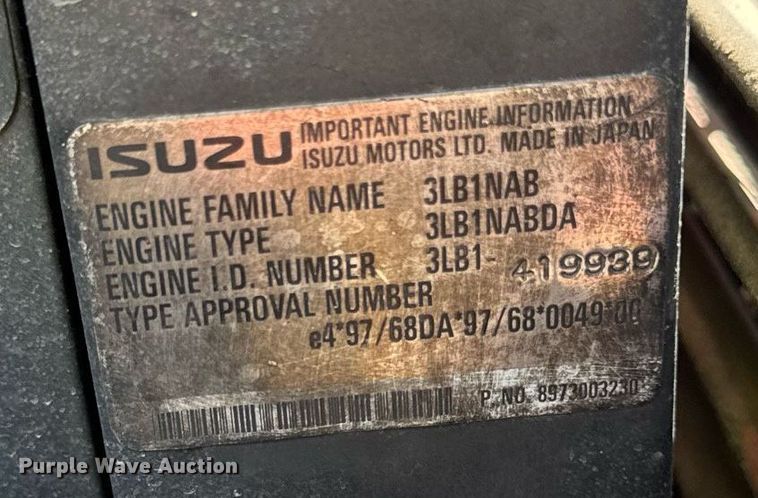 ISUZU IMPORTANT ENGINE INFORMATION
ISUZU MOTORS LTD. MADE IN JAPAN
ENGINE FAMILY NAME 3LB1NAB
ENGINE TYPE 3LB1NABDA
ENGINE I.D. NUMBER 3LB1- 419939
TYPE APPROVAL NUMBER
e4*97/68DA*97/68*0049*00
P. NO. 8973003230
Purple Wave Auction